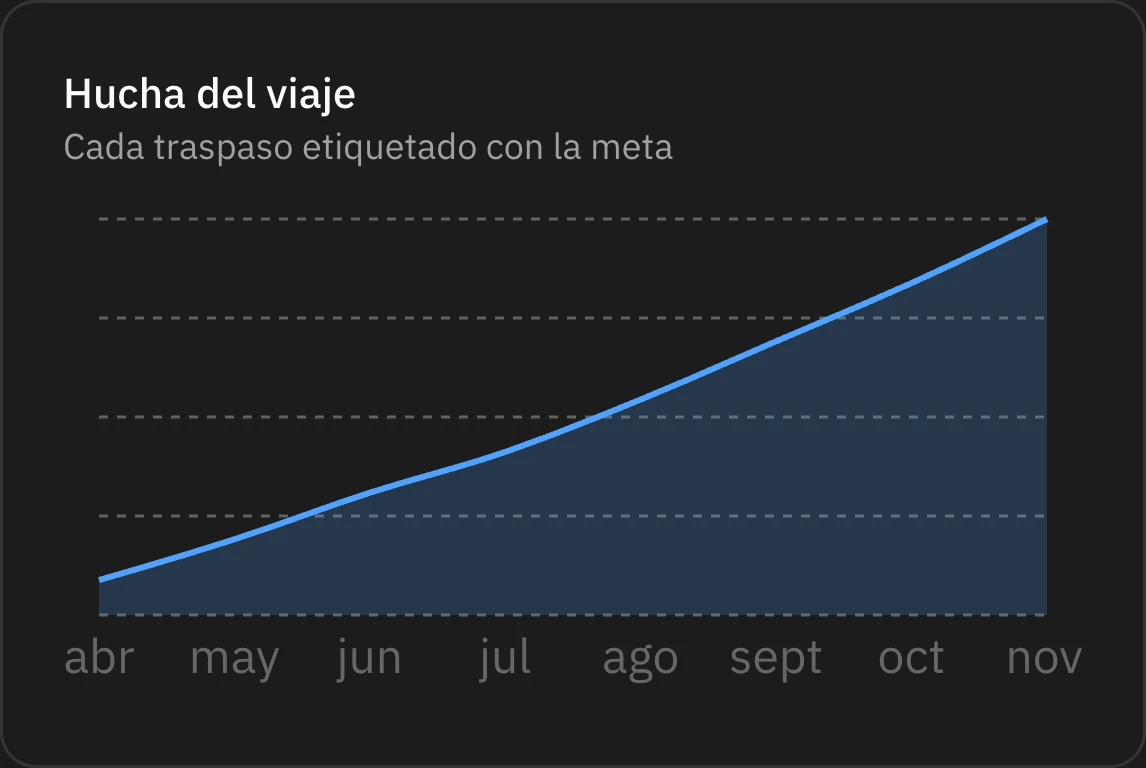 Hucha del viaje
Cada traspaso etiquetado con la meta
abr may jun jul ago sept oct nov